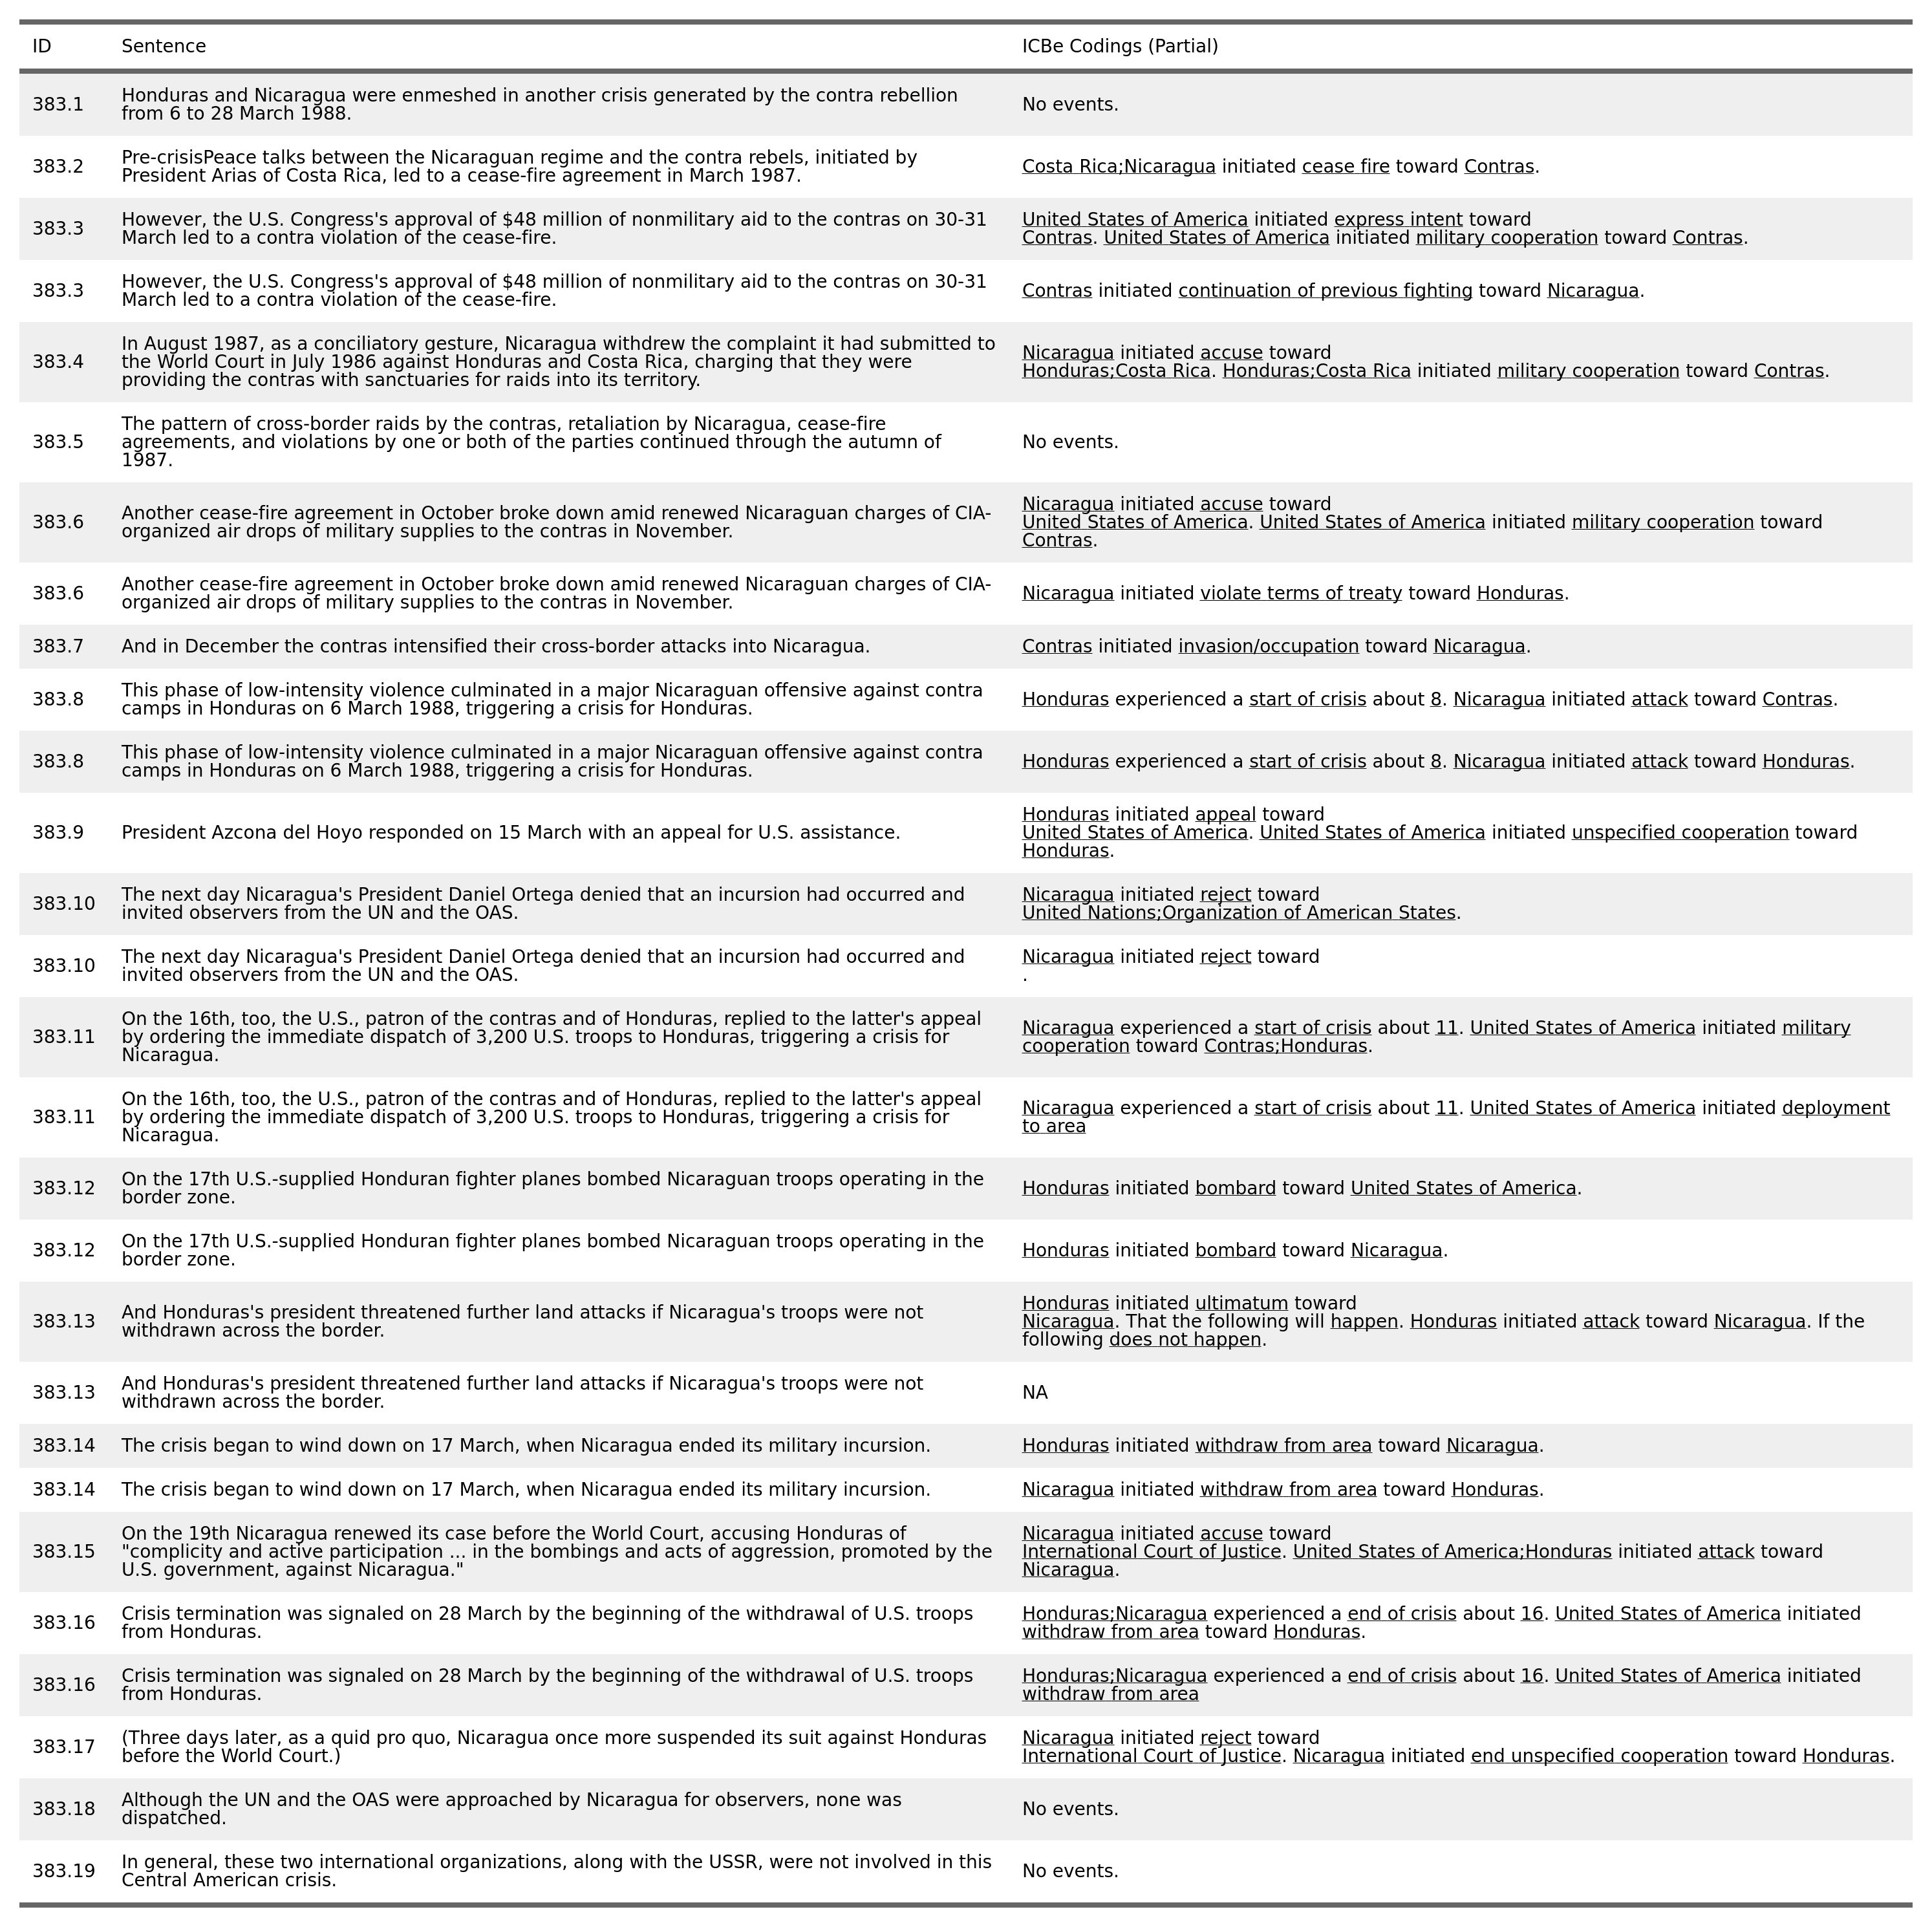 ID
Sentence
ICBe Codings (Partial)
383.1
Honduras and Nicaragua were enmeshed in another crisis generated by the contra rebellion
from 6 to 28 March 1988.
No events.
383.2
Pre-crisisPeace talks between the Nicaraguan regime and the contra rebels, initiated by
President Arias of Costa Rica, led to a cease-fire agreement in March 1987.
Costa Rica;Nicaragua initiated cease fire toward Contras.
383.3
However, the U.S. Congress's approval of $48 million of nonmilitary aid to the contras on 30-31
March led to a contra violation of the cease-fire.
United States of America initiated express intent toward
Contras. United States of America initiated military cooperation toward Contras.
383.3
However, the U.S. Congress's approval of $48 million of nonmilitary aid to the contras on 30-31
March led to a contra violation of the cease-fire.
Contras initiated continuation of previous fighting toward Nicaragua.
383.4
In August 1987, as a conciliatory gesture, Nicaragua withdrew the complaint it had submitted to
the World Court in July 1986 against Honduras and Costa Rica, charging that they were
providing the contras with sanctuaries for raids into its territory.
Nicaragua initiated accuse toward
Honduras;Costa Rica. Honduras;Costa Rica initiated military cooperation toward Contras.
383.5
The pattern of cross-border raids by the contras, retaliation by Nicaragua, cease-fire
agreements, and violations by one or both of the parties continued through the autumn of
1987.
No events.
383.6
Another cease-fire agreement in October broke down amid renewed Nicaraguan charges of CIA-
organized air drops of military supplies to the contras in November.
Nicaragua initiated accuse toward
United States of America. United States of America initiated military cooperation toward
Contras.
383.6
Another cease-fire agreement in October broke down amid renewed Nicaraguan charges of CIA-
organized air drops of military supplies to the contras in November.
Nicaragua initiated violate terms of treaty toward Honduras.
383.7
And in December the contras intensified their cross-border attacks into Nicaragua.
Contras initiated invasion/occupation toward Nicaragua.
383.8
This phase of low-intensity violence culminated in a major Nicaraguan offensive against contra
camps in Honduras on 6 March 1988, triggering a crisis for Honduras.
Honduras experienced a start of crisis about 8. Nicaragua initiated attack toward Contras.
383.8
This phase of low-intensity violence culminated in a major Nicaraguan offensive against contra
camps in Honduras on 6 March 1988, triggering a crisis for Honduras.
Honduras experienced a start of crisis about 8. Nicaragua initiated attack toward Honduras.
383.9
President Azcona del Hoyo responded on 15 March with an appeal for U.S. assistance.
Honduras initiated appeal toward
United States of America. United States of America initiated unspecified cooperation toward
Honduras.
383.10
The next day Nicaragua's President Daniel Ortega denied that an incursion had occurred and
invited observers from the UN and the OAS.
Nicaragua initiated reject toward
United Nations;Organization of American States.
383.10
The next day Nicaragua's President Daniel Ortega denied that an incursion had occurred and
invited observers from the UN and the OAS.
Nicaragua initiated reject toward
.
383.11
On the 16th, too, the U.S., patron of the contras and of Honduras, replied to the latter's appeal
by ordering the immediate dispatch of 3,200 U.S. troops to Honduras, triggering a crisis for
Nicaragua.
Nicaragua experienced a start of crisis about 11. United States of America initiated military
cooperation toward Contras;Honduras.
383.11
On the 16th, too, the U.S., patron of the contras and of Honduras, replied to the latter's appeal
by ordering the immediate dispatch of 3,200 U.S. troops to Honduras, triggering a crisis for
Nicaragua.
Nicaragua experienced a start of crisis about 11. United States of America initiated deployment
to area
383.12
On the 17th U.S.-supplied Honduran fighter planes bombed Nicaraguan troops operating in the
border zone.
Honduras initiated bombard toward United States of America.
383.12
On the 17th U.S.-supplied Honduran fighter planes bombed Nicaraguan troops operating in the
border zone.
Honduras initiated bombard toward Nicaragua.
383.13
And Honduras's president threatened further land attacks if Nicaragua's troops were not
withdrawn across the border.
Honduras initiated ultimatum toward
Nicaragua. That the following will happen. Honduras initiated attack toward Nicaragua. If the
following does not happen.
383.13
And Honduras's president threatened further land attacks if Nicaragua's troops were not
withdrawn across the border.
NA
383.14
The crisis began to wind down on 17 March, when Nicaragua ended its military incursion.
Honduras initiated withdraw from area toward Nicaragua.
383.14
The crisis began to wind down on 17 March, when Nicaragua ended its military incursion.
Nicaragua initiated withdraw from area toward Honduras.
383.15
On the 19th Nicaragua renewed its case before the World Court, accusing Honduras of
"complicity and active participation ... in the bombings and acts of aggression, promoted by the
U.S. government, against Nicaragua."
Nicaragua initiated accuse toward
International Court of Justice. United States of America;Honduras initiated attack toward
Nicaragua.
383.16
Crisis termination was signaled on 28 March by the beginning of the withdrawal of U.S. troops
from Honduras.
Honduras;Nicaragua experienced a end of crisis about 16. United States of America initiated
withdraw from area toward Honduras.
383.16
Crisis termination was signaled on 28 March by the beginning of the withdrawal of U.S. troops
from Honduras.
Honduras;Nicaragua experienced a end of crisis about 16. United States of America initiated
withdraw from area
383.17
(Three days later, as a quid pro quo, Nicaragua once more suspended its suit against Honduras
before the World Court.)
Nicaragua initiated reject toward
International Court of Justice. Nicaragua initiated end unspecified cooperation toward Honduras.
383.18
Although the UN and the OAS were approached by Nicaragua for observers, none was
dispatched.
No events.
383.19
In general, these two international organizations, along with the USSR, were not involved in this
Central American crisis.
No events.